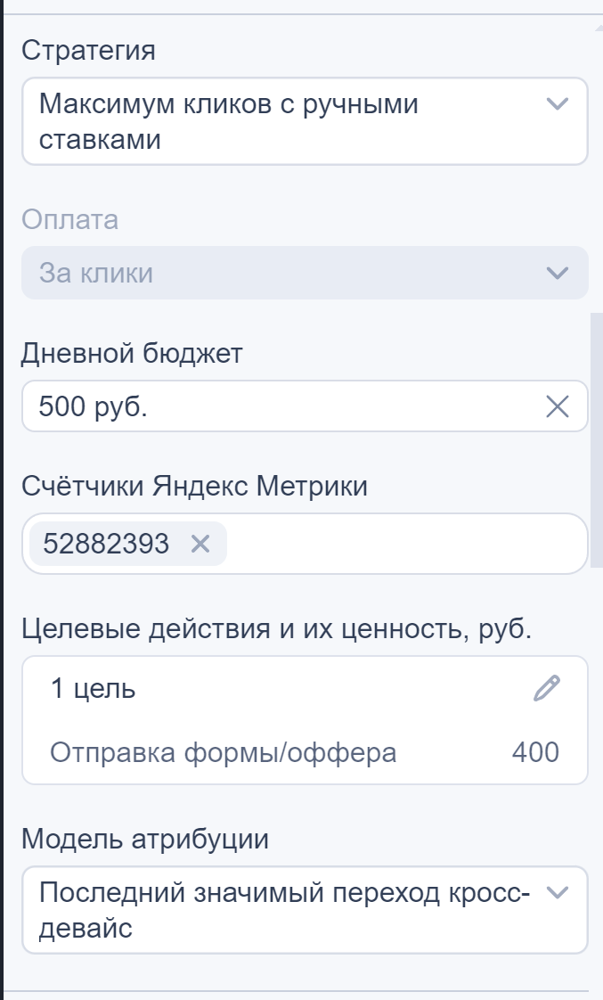 Стратегия
Максимум кликов с ручными
ставками
Оплата
За клики
Дневной бюджет
500 руб.
Счётчики Яндекс Метрики
52882393
Целевые действия и их ценность, руб.
1 цель
Отправка формы/оффера 400
Модель атрибуции
Последний значимый переход кросс-
девайс